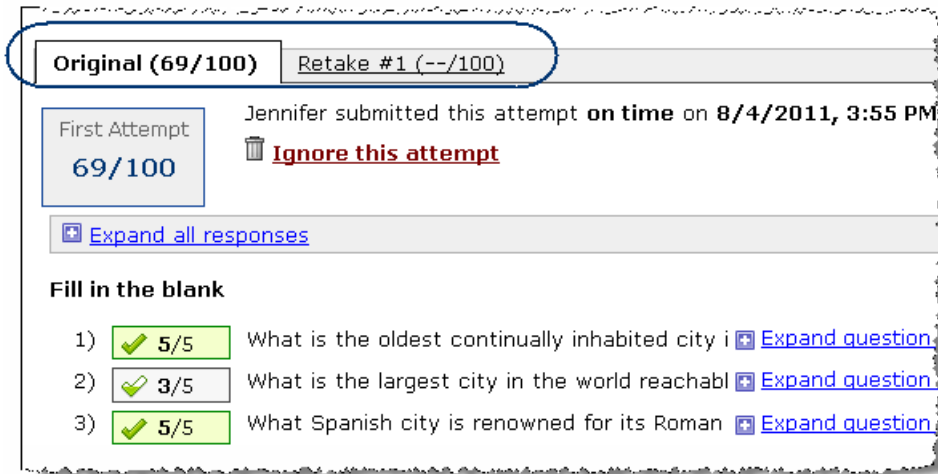 Original (69/100) Retake #1 (--/100)
First Attempt
69/100
Jennifer submitted this attempt on time on 8/4/2011, 3:55 PM
Ignore this attempt
Expand all responses
Fill in the blank
1) 5/5 What is the oldest continually inhabited city i Expand question
2) 3/5 What is the largest city in the world reachabl Expand question
3) 5/5 What Spanish city is renowned for its Roman Expand question